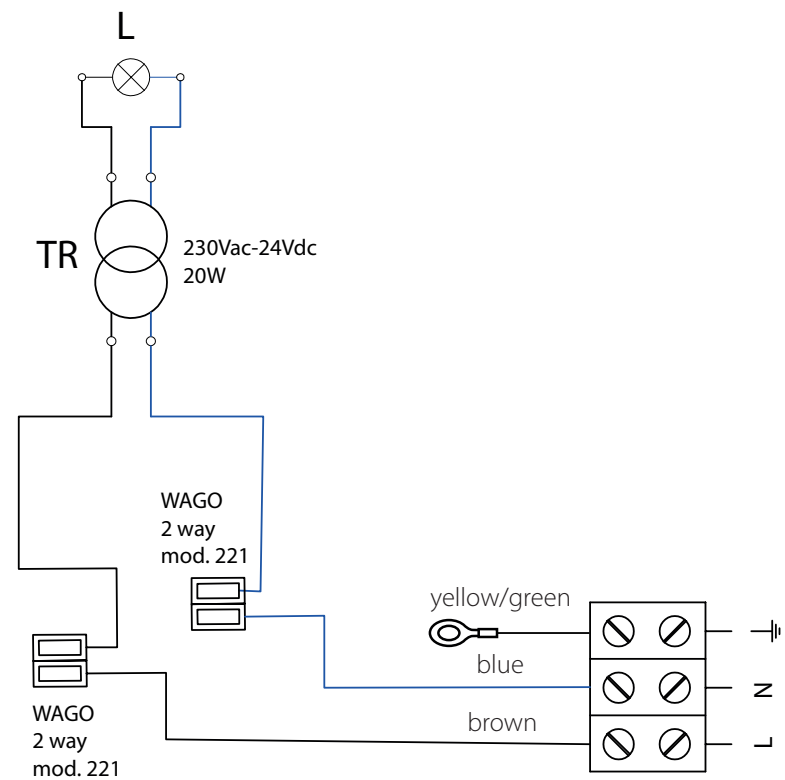 L
TR
230Vac-24Vdc
20W
WAGO
2 way
mod. 221
yellow/green
blue
N
brown
L
WAGO
2 way
mod. 221